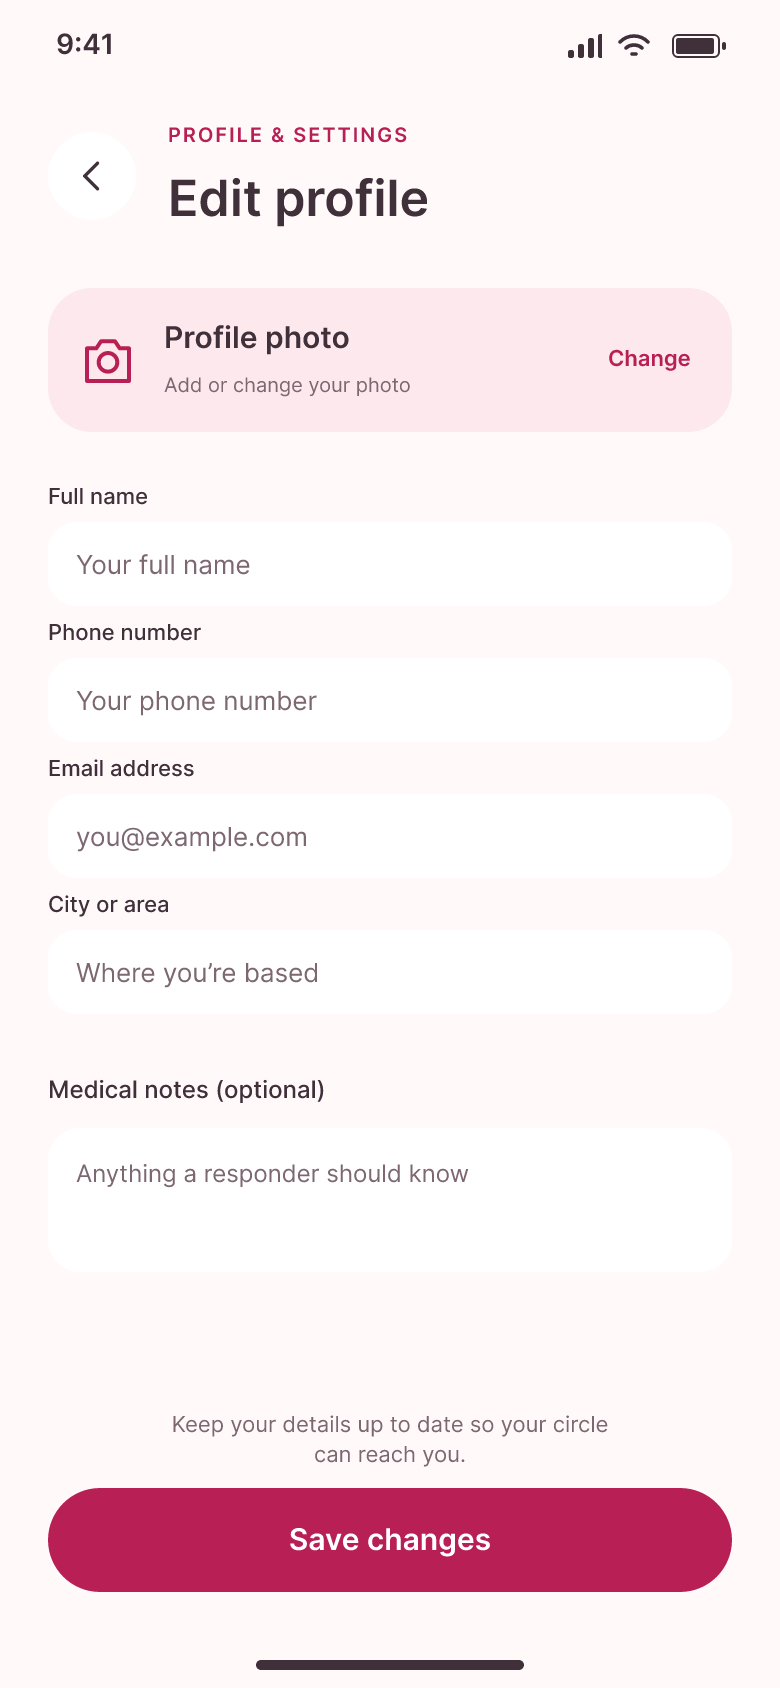 9:41
PROFILE & SETTINGS
Edit profile
Profile photo
Add or change your photo
Change
Full name
Your full name
Phone number
Your phone number
Email address
you@example.com
City or area
Where you’re based
Medical notes (optional)
Anything a responder should know
Keep your details up to date so your circle
can reach you.
Save changes